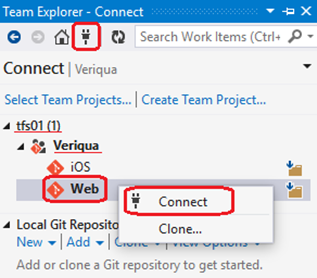 Team Explorer - Connect
Search Work Items (Ctrl+
Connect | Veriqua
Select Team Projects... Create Team Project...
tfs01 (1)
Veriqua
iOS
Web
Connect
Clone...
Local Git Reposito
New Add Clone View Options
Add or clone a Git repository to get started.